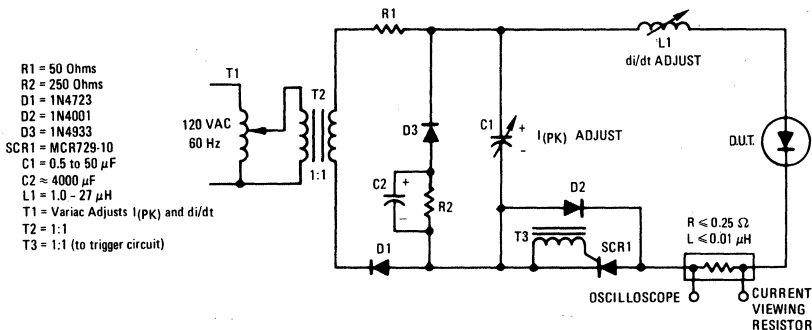 R1 = 50 Ohms
R2 = 250 Ohms
D1 = 1N4723
D2 = 1N4001
D3 = 1N4933
SCR1 = MCR729-10
C1 = 0.5 to 50 μF
C2 ≈ 4000 μF
L1 = 1.0 - 27 μH
T1 = Variac Adjusts I(PK) and di/dt
T2 = 1:1
T3 = 1:1 (to trigger circuit)
T1
120 VAC
60 Hz
T2
1:1
R1
D3
C2
+
–
R2
D1
C1
+
–
I(PK) ADJUST
L1
di/dt ADJUST
D.U.T.
D2
T3
SCR1
R ⩽ 0.25 Ω
L ⩽ 0.01 μH
OSCILLOSCOPE
CURRENT
VIEWING
RESISTOR